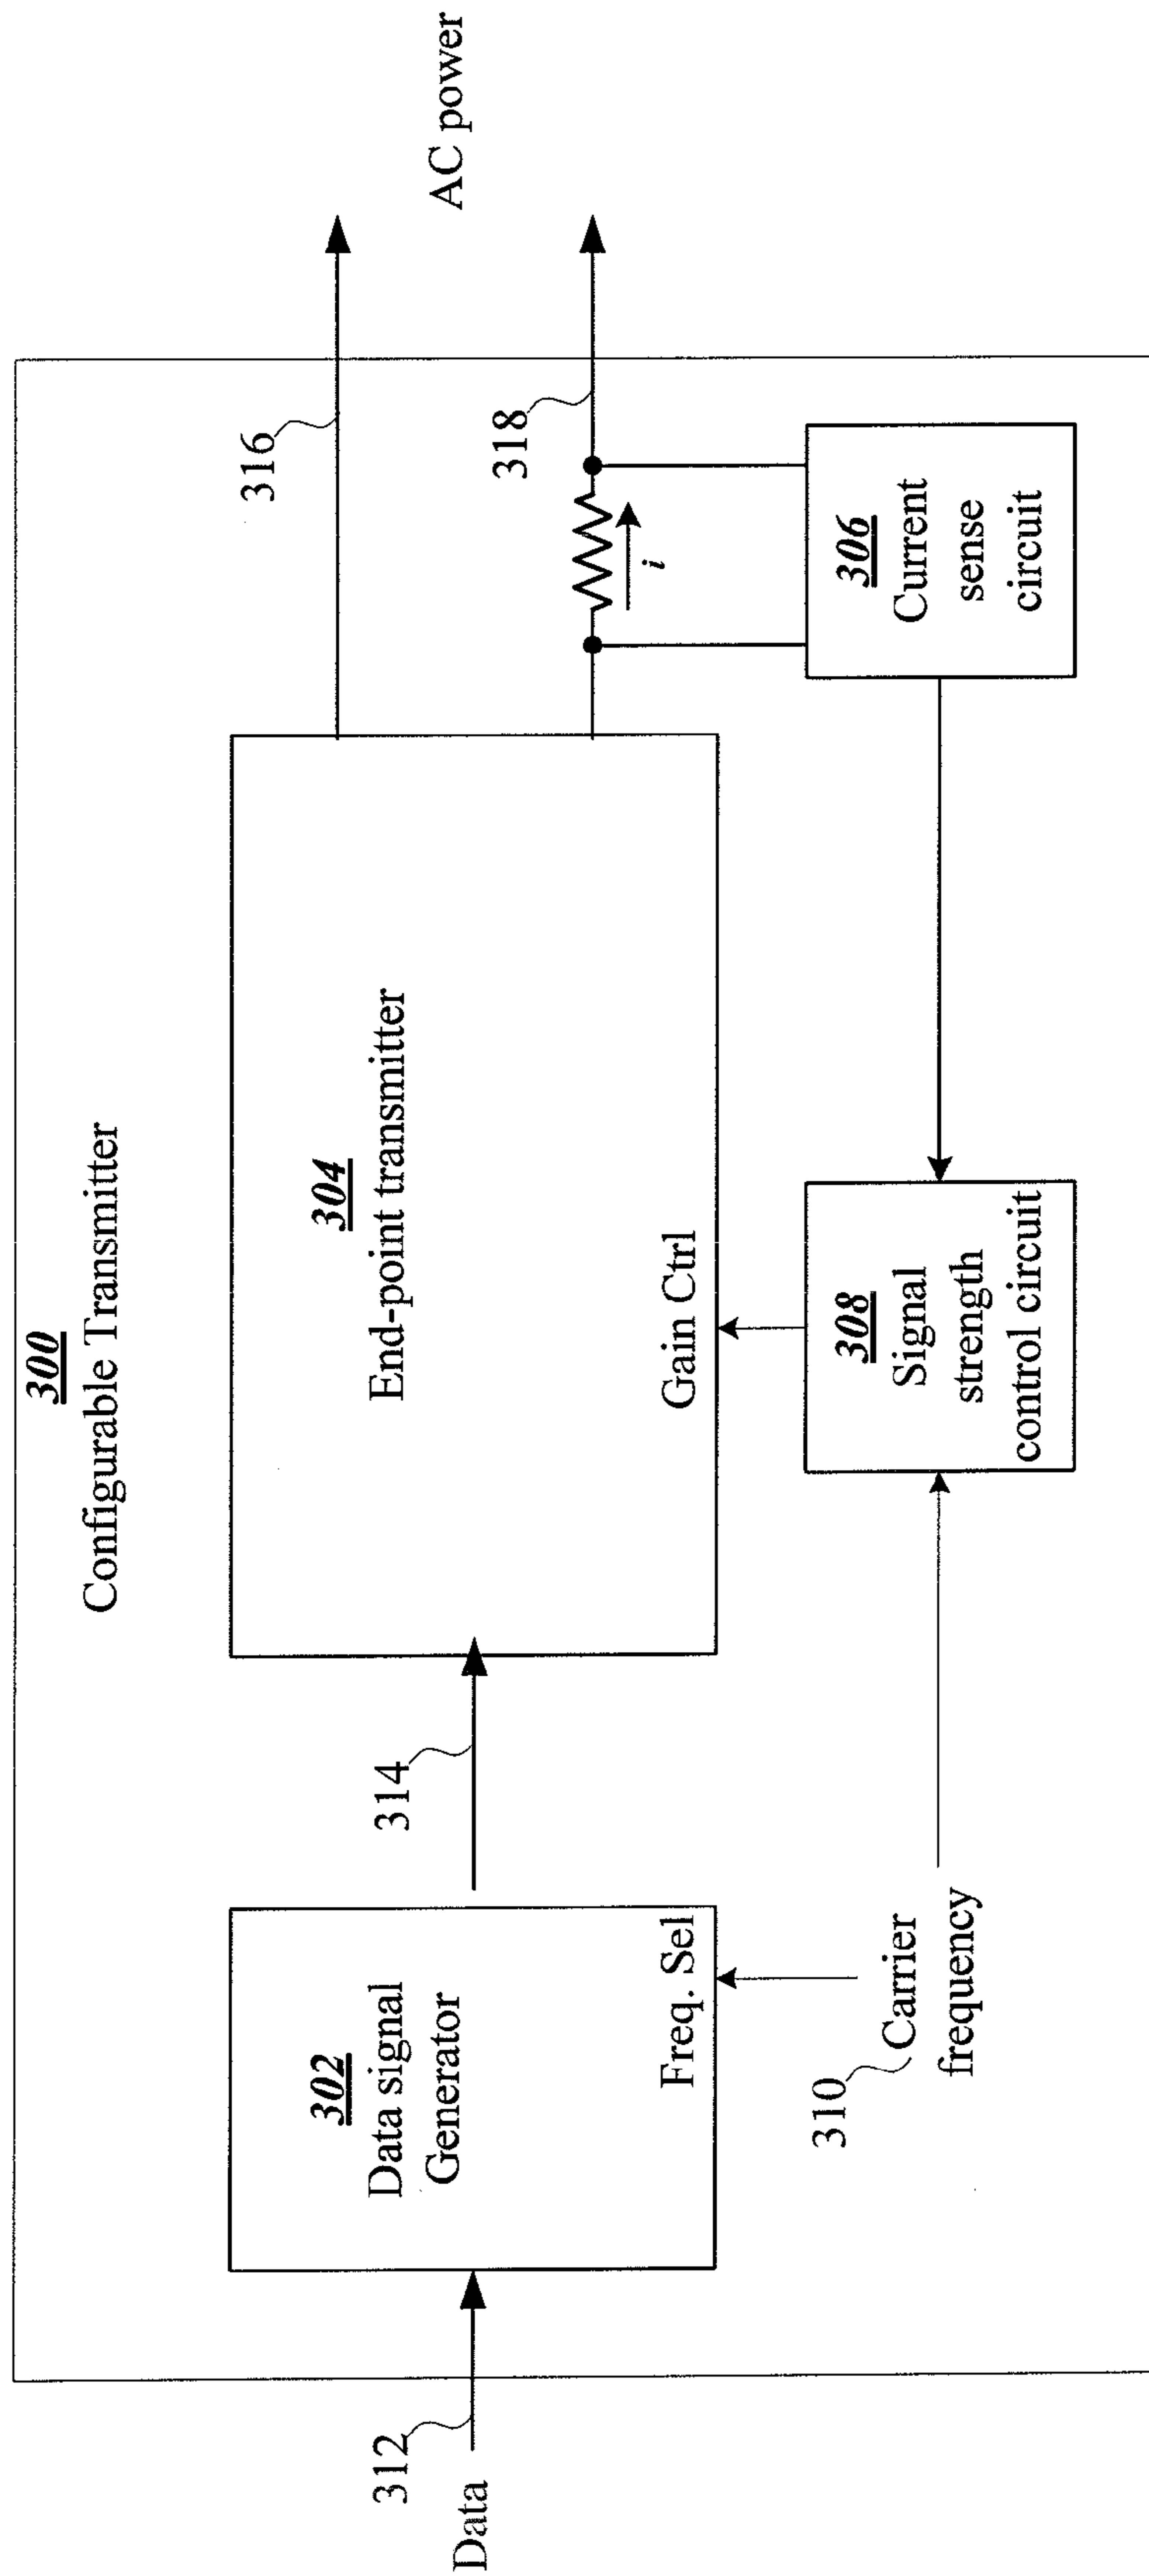 300
Configurable Transmitter
316
AC power
318
i
304
End-point transmitter
Gain Ctrl
314
302
Data signal
Generator
Freq. Sel
312
Data
310
Carrier
frequency
308
Signal
strength
control circuit
306
Current
sense
circuit